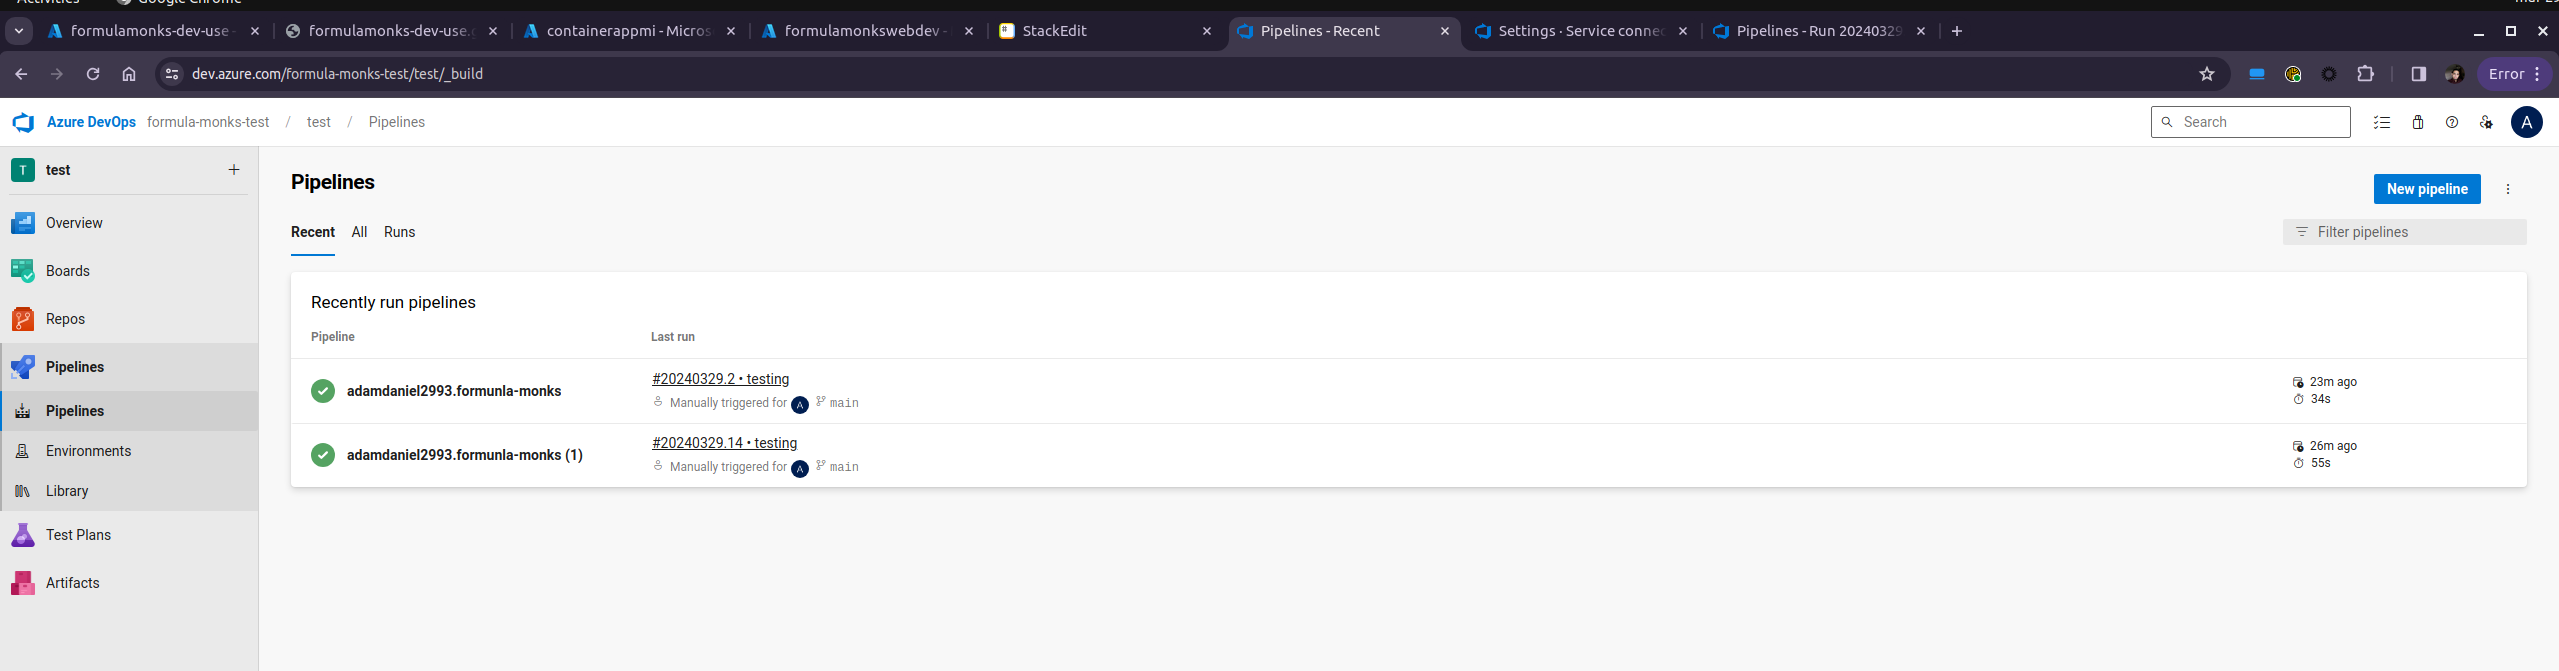 Activities Google Chrome
formulamonks-dev-use - formulamonks-dev-use. containerappmi - Micros formulamonkswebdev - StackEdit Pipelines - Recent Settings · Service connec Pipelines - Run 20240329
dev.azure.com/formula-monks-test/test/_build Error
Azure DevOps formula-monks-test / test / Pipelines Search A
T test +
Pipelines
New pipeline
Overview
Recent All Runs Filter pipelines
Boards
Recently run pipelines
Repos
Pipeline Last run
Pipelines
adamdaniel2993.formunla-monks #20240329.2 • testing 23m ago
Manually triggered for A main 34s
Pipelines
Environments
adamdaniel2993.formunla-monks (1) #20240329.14 • testing 26m ago
Manually triggered for A main 55s
Library
Test Plans
Artifacts